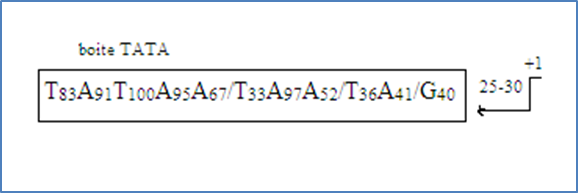 boite TATA
+1
T83A91T100A95A67/T33A97A52/T36A41/G40
25-30